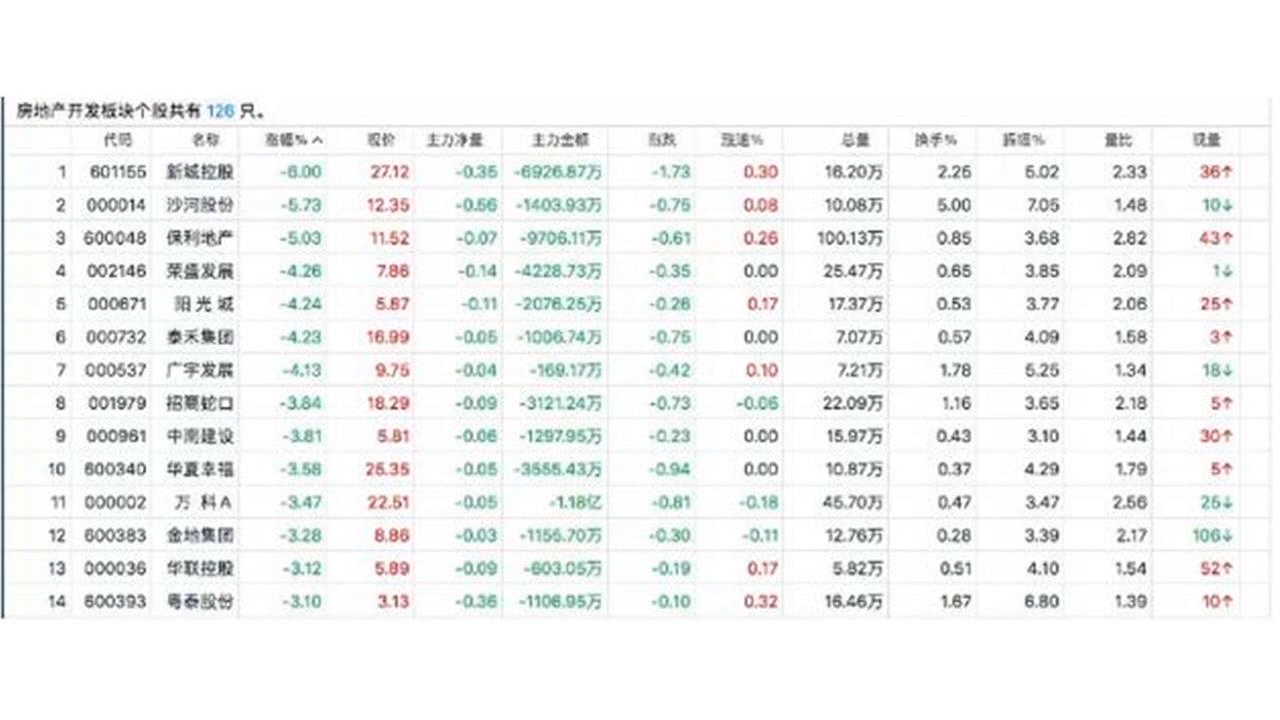 房地产开发板块个股共有 126 只。
代码 名称 涨幅% ^ 现价 主力净量 主力金额 涨跌 涨速% 总量 换手% 振幅% 量比 现量
1 601155 新城控股 -6.00 27.12 -0.35 -6926.87万 -1.73 0.30 16.20万 2.26 5.02 2.33 36↑
2 000014 沙河股份 -5.73 12.35 -0.56 -1403.93万 -0.75 0.08 10.08万 5.00 7.05 1.48 10↓
3 600048 保利地产 -5.03 11.52 -0.07 -9706.11万 -0.61 0.26 100.13万 0.85 3.68 2.82 43↑
4 002146 荣盛发展 -4.26 7.86 -0.14 -4228.73万 -0.35 0.00 25.47万 0.65 3.85 2.09 1↓
5 000671 阳光城 -4.24 5.87 -0.11 -2076.25万 -0.26 0.17 17.37万 0.53 3.77 2.06 25↑
6 000732 泰禾集团 -4.23 16.99 -0.05 -1006.74万 -0.75 0.00 7.07万 0.57 4.09 1.58 3↑
7 000537 广宇发展 -4.13 9.75 -0.04 -169.17万 -0.42 0.10 7.21万 1.78 5.25 1.34 18↓
8 001979 招商蛇口 -3.84 18.29 -0.09 -3121.24万 -0.73 -0.06 22.09万 1.16 3.65 2.18 5↑
9 000961 中南建设 -3.81 5.81 -0.06 -1297.95万 -0.23 0.00 15.97万 0.43 3.10 1.44 30↑
10 600340 华夏幸福 -3.58 25.35 -0.05 -3555.43万 -0.94 0.00 10.87万 0.37 4.29 1.79 5↑
11 000002 万科A -3.47 22.51 -0.05 -1.18亿 -0.81 -0.18 45.70万 0.47 3.47 2.56 25↓
12 600383 金地集团 -3.28 8.86 -0.03 -1155.70万 -0.30 -0.11 12.76万 0.28 3.39 2.17 106↓
13 000036 华联控股 -3.12 5.89 -0.09 -603.05万 -0.19 0.17 5.82万 0.51 4.10 1.54 52↑
14 600393 粤泰股份 -3.10 3.13 -0.36 -1106.95万 -0.10 0.32 16.46万 1.67 6.80 1.39 10↑